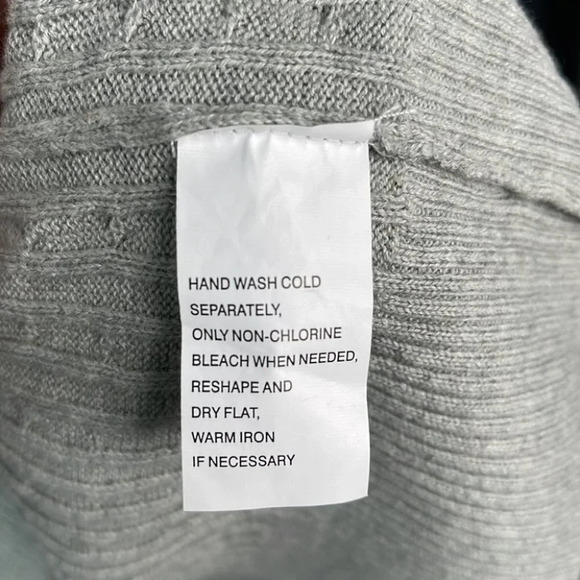 HAND WASH COLD
SEPARATELY,
ONLY NON-CHLORINE
BLEACH WHEN NEEDED,
RESHAPE AND
DRY FLAT,
WARM IRON
IF NECESSARY